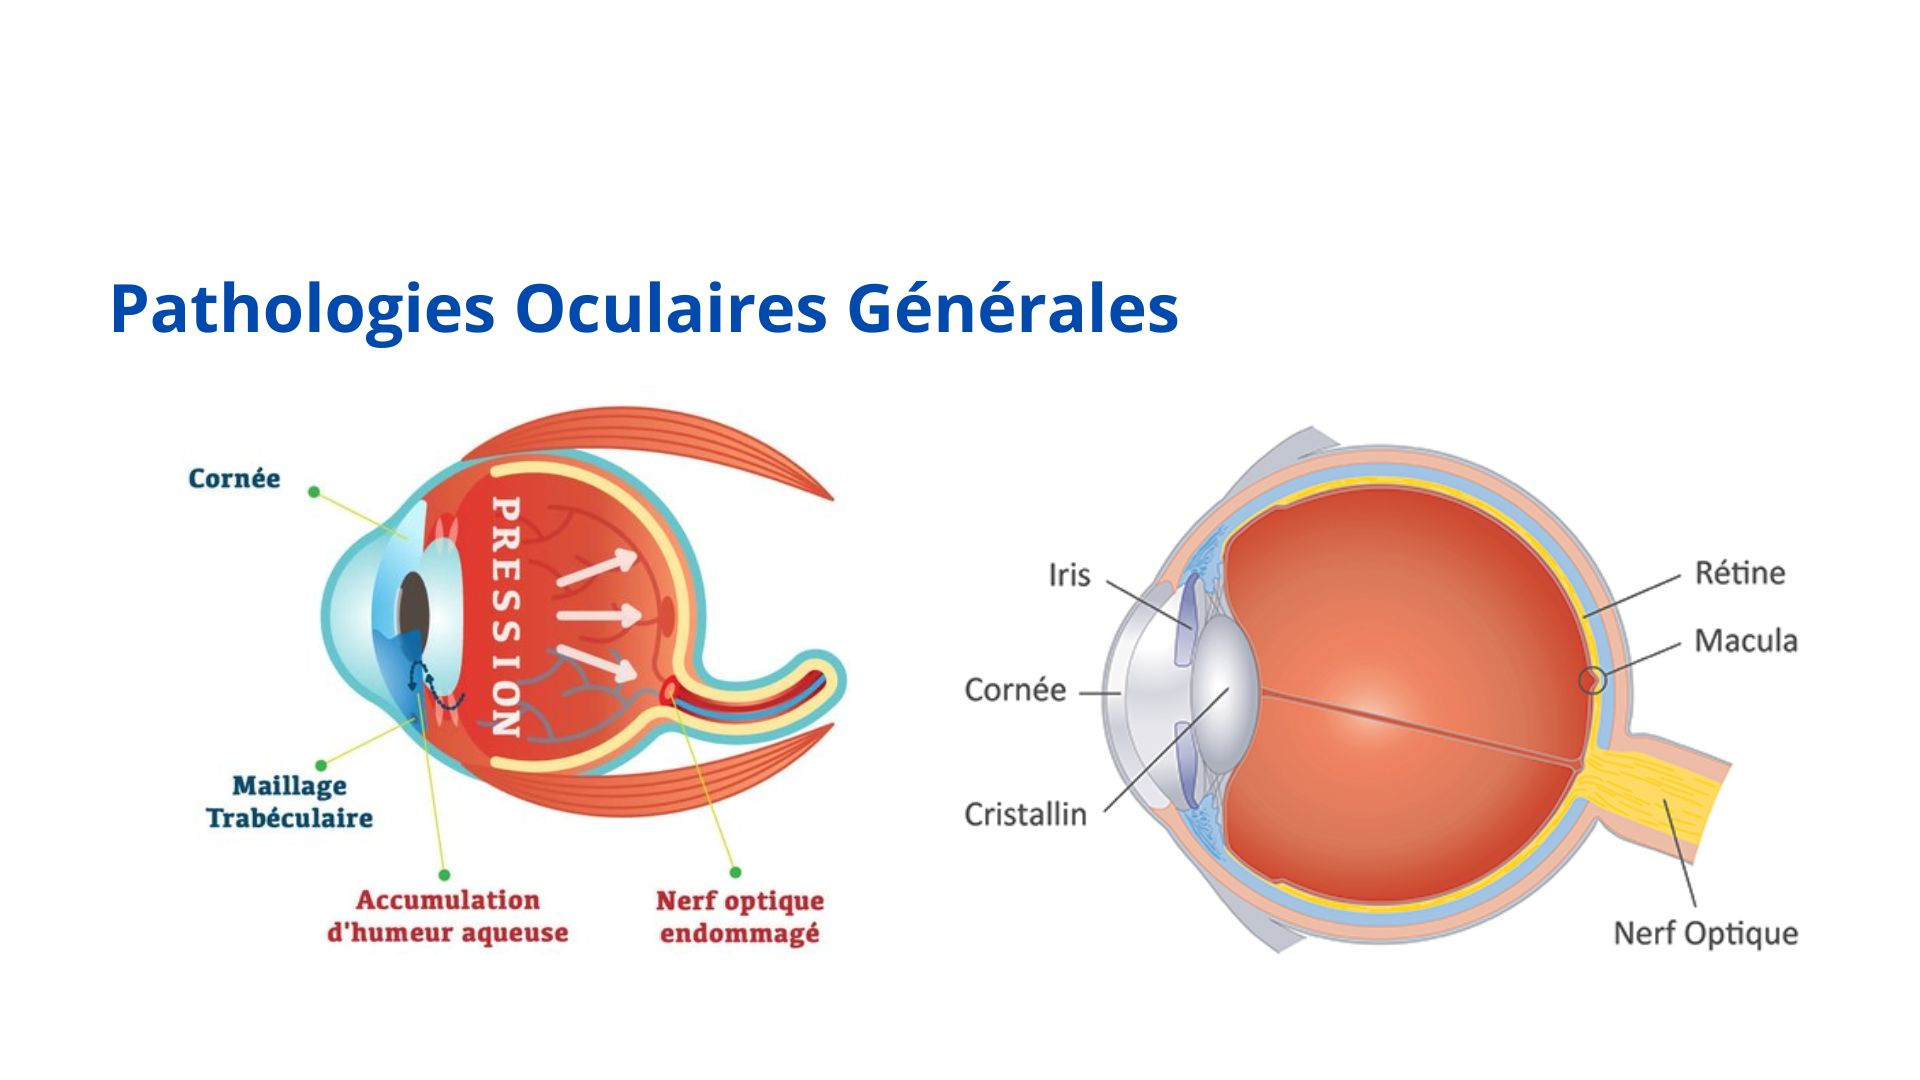 Pathologies Oculaires Générales
Cornée
PRESSION
Maillage
Trabéculaire
Accumulation
d'humeur aqueuse
Nerf optique
endommagé
Iris
Cornée
Cristallin
Rétine
Macula
Nerf Optique